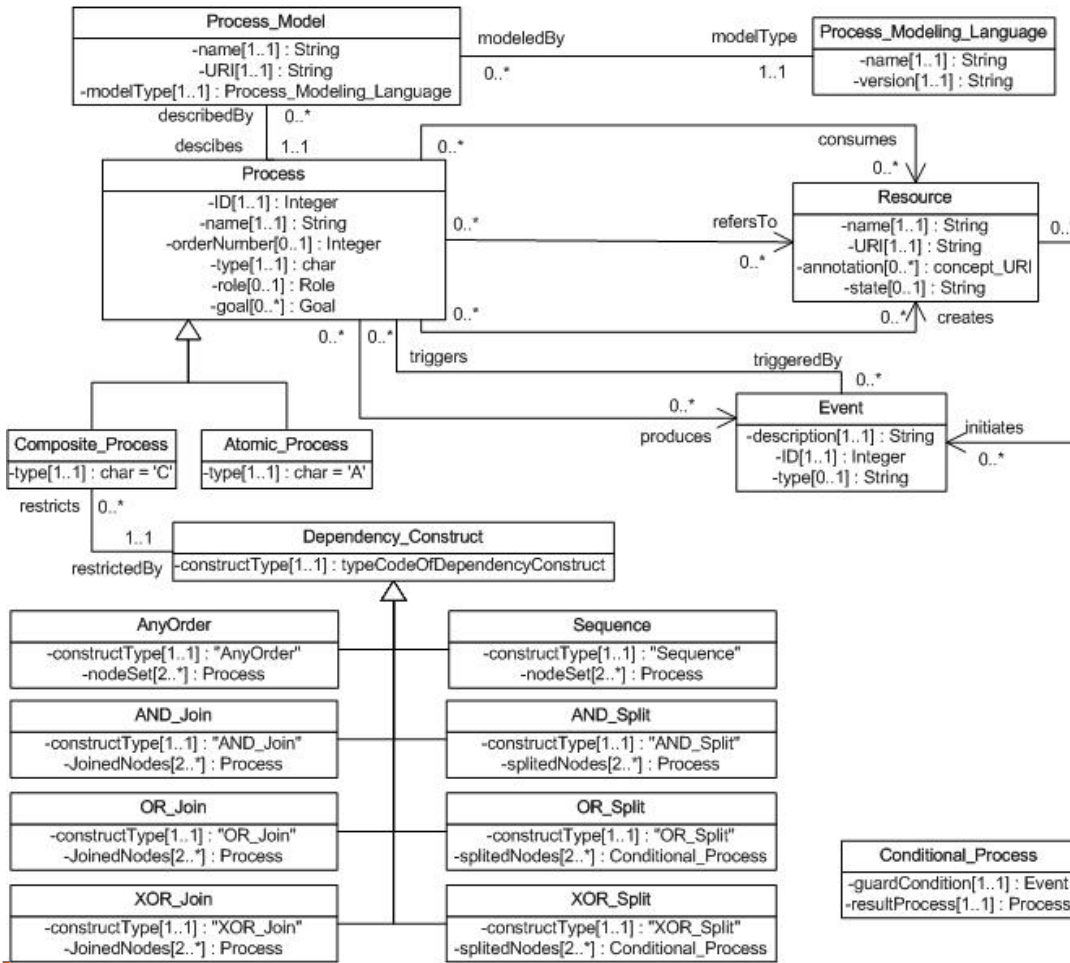 Process_Model
-name[1..1] : String
-URI[1..1] : String
-modelType[1..1] : Process_Modeling_Language
modeledBy
0..*
modelType
1..1
Process_Modeling_Language
-name[1..1] : String
-version[1..1] : String
describedBy
0..*
descibes
1..1
Process
-ID[1..1] : Integer
-name[1..1] : String
-orderNumber[0..1] : Integer
-type[1..1] : char
-role[0..1] : Role
-goal[0..*] : Goal
0..*
consumes
0..*
0..*
refersTo
0..*
0..*
0..*
creates
Resource
-name[1..1] : String
-URI[1..1] : String
-annotation[0..*] : concept_URI
-state[0..1] : String
0..*
0..*
0..*
triggers
triggeredBy
0..*
0..*
produces
Event
-description[1..1] : String
-ID[1..1] : Integer
-type[0..1] : String
initiates
0..*
Composite_Process
-type[1..1] : char = 'C'
Atomic_Process
-type[1..1] : char = 'A'
restricts
0..*
1..1
restrictedBy
Dependency_Construct
-constructType[1..1] : typeCodeOfDependencyConstruct
AnyOrder
-constructType[1..1] : "AnyOrder"
-nodeSet[2..*] : Process
Sequence
-constructType[1..1] : "Sequence"
-nodeSet[2..*] : Process
AND_Join
-constructType[1..1] : "AND_Join"
-JoinedNodes[2..*] : Process
AND_Split
-constructType[1..1] : "AND_Split"
-splitedNodes[2..*] : Process
OR_Join
-constructType[1..1] : "OR_Join"
-JoinedNodes[2..*] : Process
OR_Split
-constructType[1..1] : "OR_Split"
-splitedNodes[2..*] : Conditional_Process
XOR_Join
-constructType[1..1] : "XOR_Join"
-JoinedNodes[2..*] : Process
XOR_Split
-constructType[1..1] : "XOR_Split"
-splitedNodes[2..*] : Conditional_Process
Conditional_Process
-guardCondition[1..1] : Event
-resultProcess[1..1] : Process